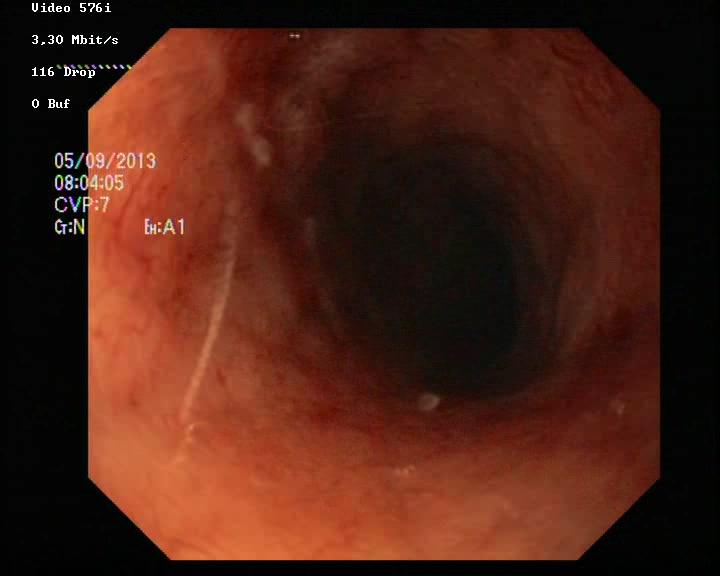 Video 576i
3,30 Mbit/s
116 Drop
0 Buf
05/09/2013
08:04:05
CVP:7
Ct:N Eh:A1